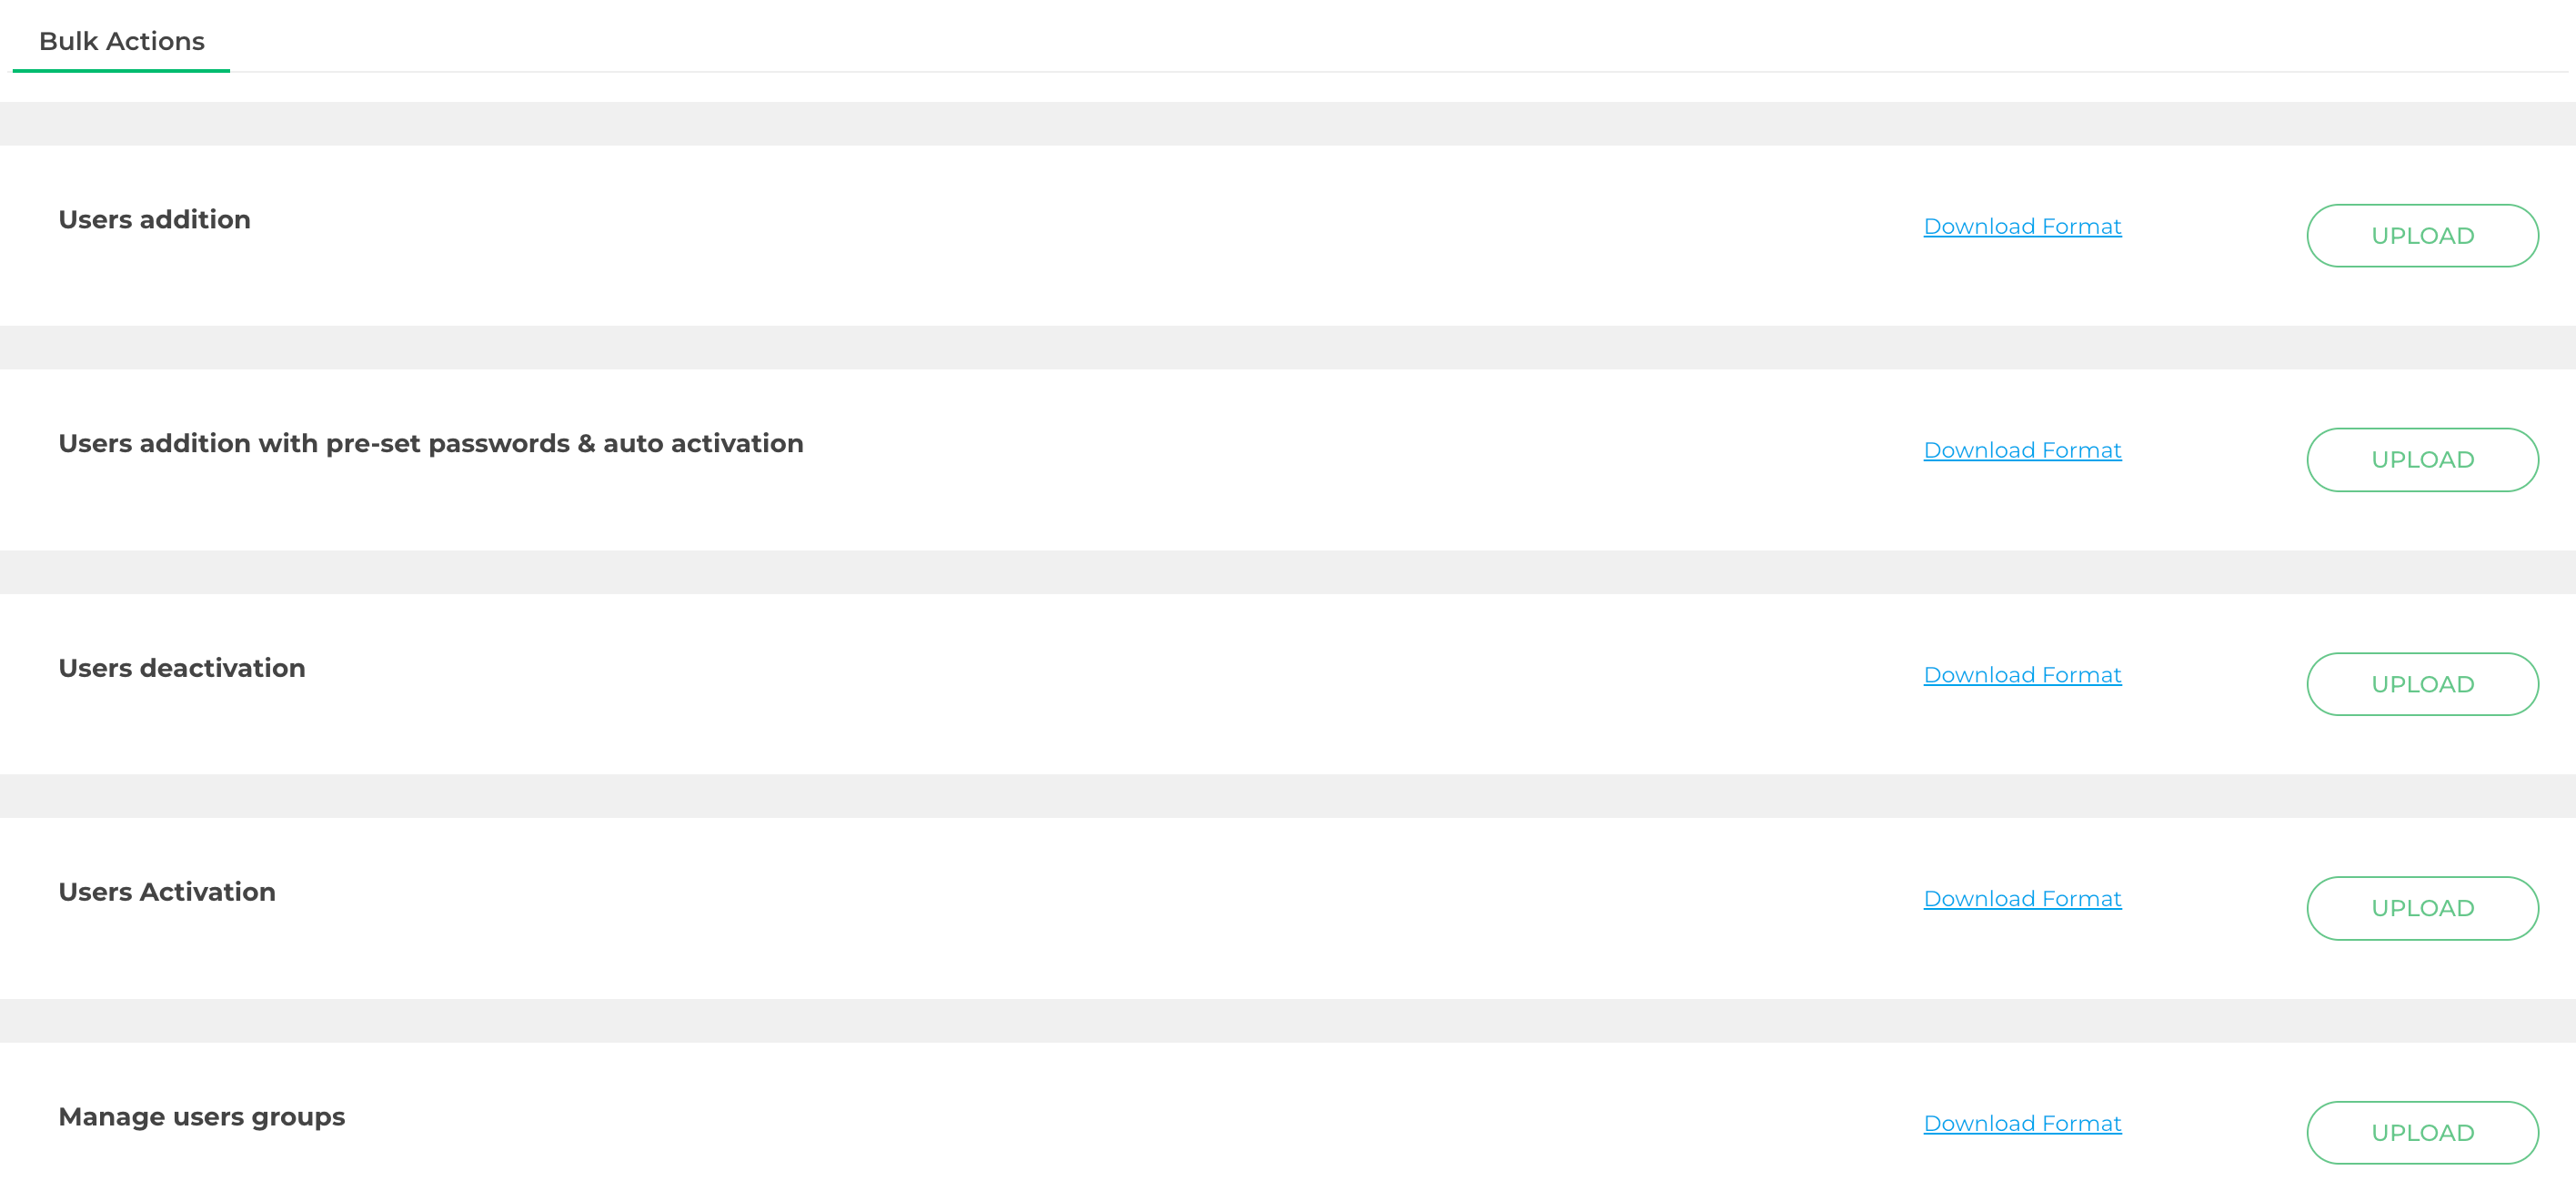 Bulk Actions
Users addition
Download Format
UPLOAD
Users addition with pre-set passwords & auto activation
Download Format
UPLOAD
Users deactivation
Download Format
UPLOAD
Users Activation
Download Format
UPLOAD
Manage users groups
Download Format
UPLOAD